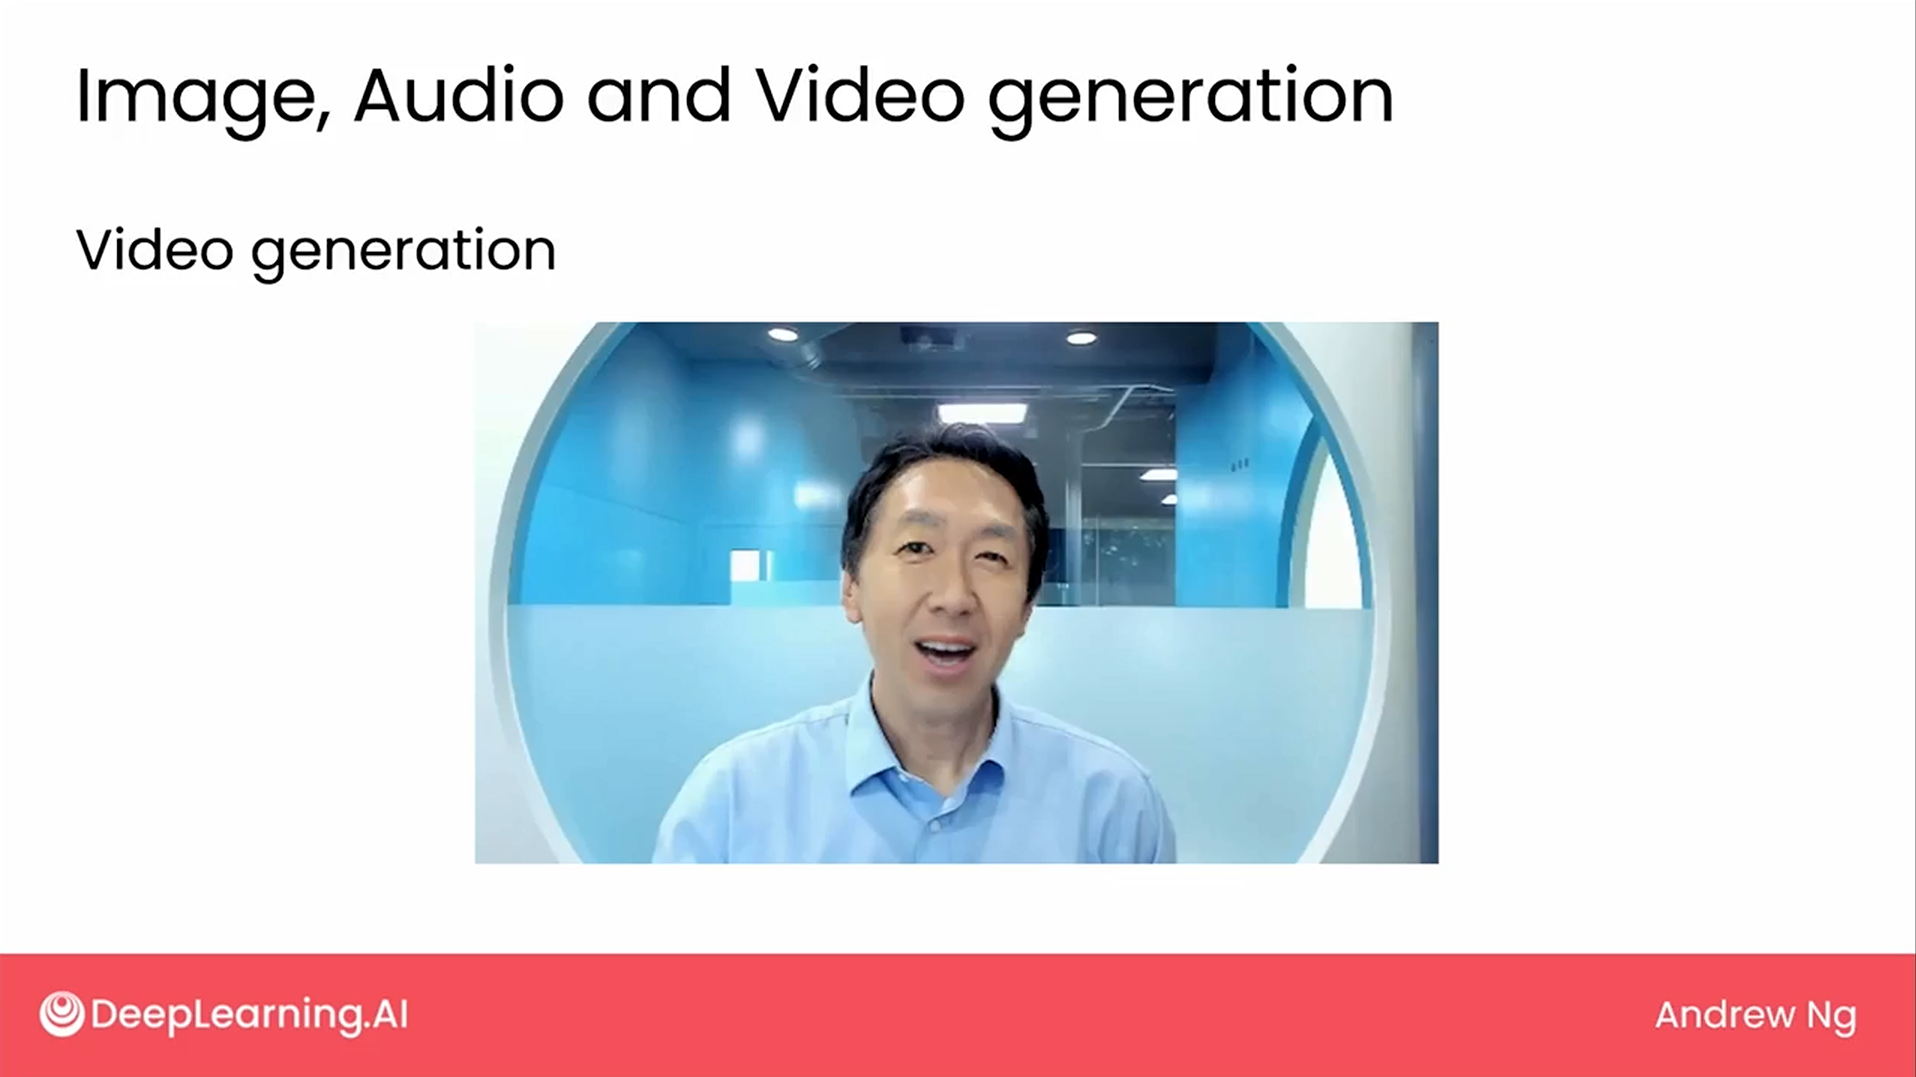 Image, Audio and Video generation
Video generation
DeepLearning.AI
Andrew Ng